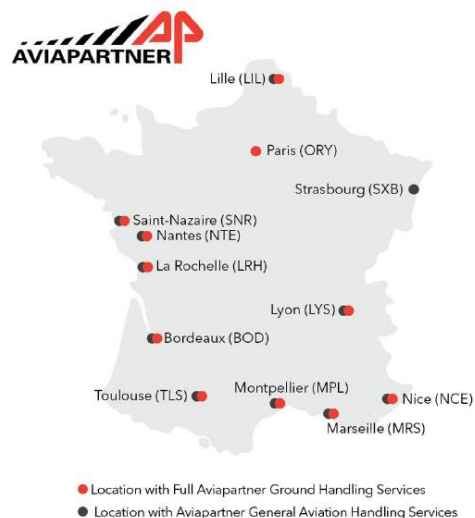 AP
AVIAPARTNER
Lille (LIL)
Paris (ORY)
Strasbourg (SXB)
Saint-Nazaire (SNR)
Nantes (NTE)
La Rochelle (LRH)
Lyon (LYS)
Bordeaux (BOD)
Toulouse (TLS)
Montpellier (MPL)
Nice (NCE)
Marseille (MRS)
Location with Full Aviapartner Ground Handling Services
Location with Aviapartner General Aviation Handling Services